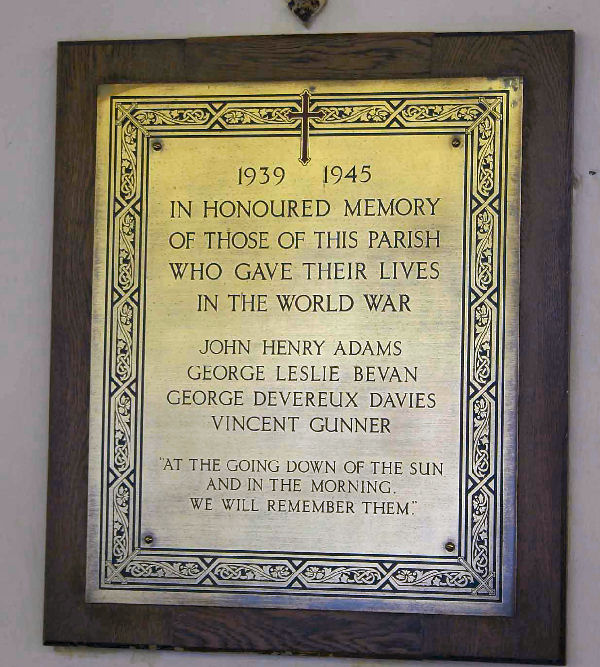 1939 1945
IN HONOURED MEMORY
OF THOSE OF THIS PARISH
WHO GAVE THEIR LIVES
IN THE WORLD WAR
JOHN HENRY ADAMS
GEORGE LESLIE BEVAN
GEORGE DEVEREUX DAVIES
VINCENT GUNNER
"AT THE GOING DOWN OF THE SUN
AND IN THE MORNING.
WE WILL REMEMBER THEM."